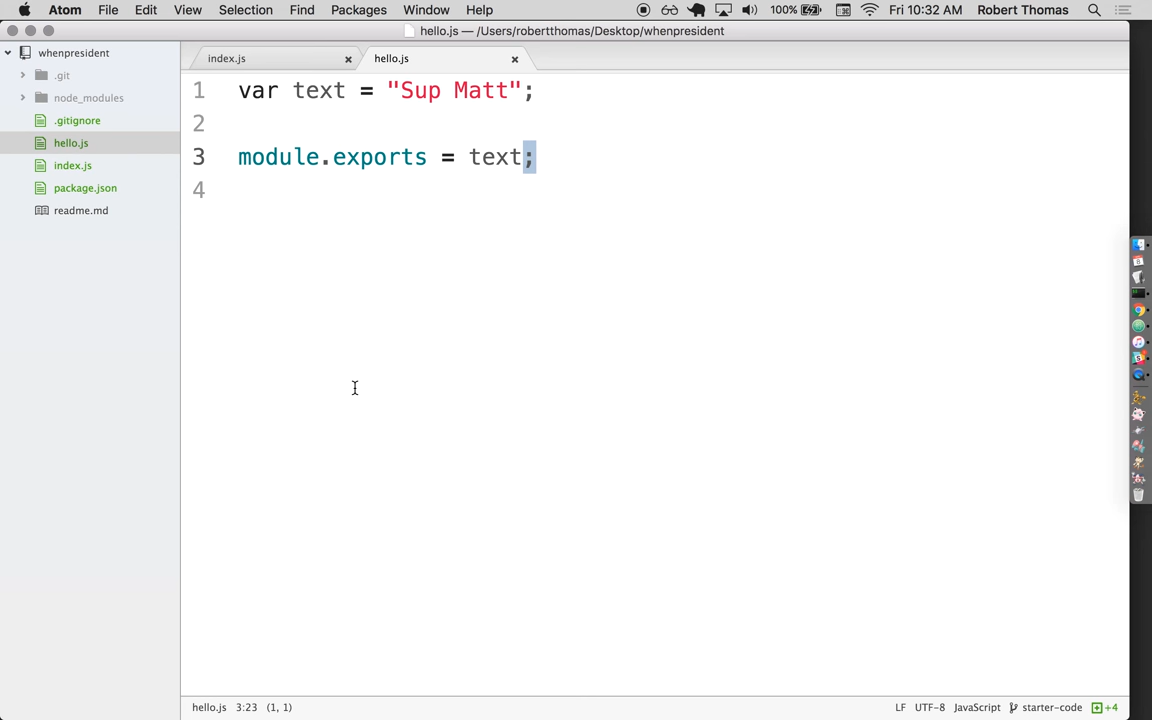 Atom File Edit View Selection Find Packages Window Help 100% Fri 10:32 AM Robert Thomas
hello.js — /Users/robertthomas/Desktop/whenpresident
whenpresident
.git
node_modules
.gitignore
hello.js
index.js
package.json
readme.md
index.js hello.js
1 var text = "Sup Matt";
2
3 module.exports = text;
4
hello.js 3:23 (1, 1) LF UTF-8 JavaScript starter-code +4